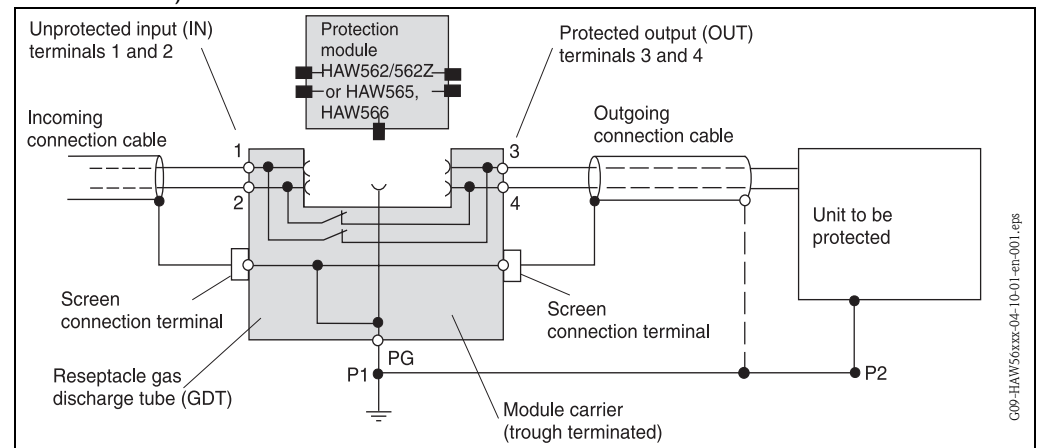 Unprotected input (IN)
terminals 1 and 2
Protection
module
HAW562/562Z
or HAW565,
HAW566
Protected output (OUT)
terminals 3 and 4
Incoming
connection cable
Outgoing
connection cable
1
2
3
4
Unit to be
protected
Screen
connection terminal
Screen
connection terminal
PG
P1
P2
Reseptacle gas
discharge tube (GDT)
Module carrier
(trough terminated)
G09-HAW56xxx-04-10-01-en-001.eps